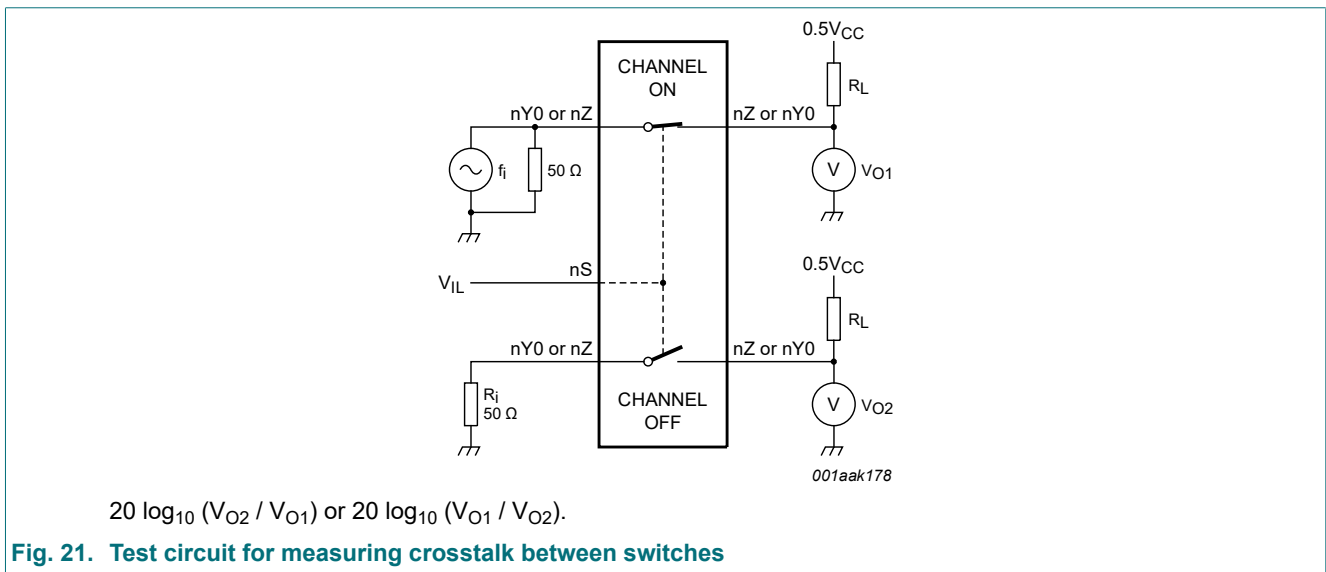 0.5VCC
CHANNEL
ON
RL
nY0 or nZ
nZ or nY0
fi
50 Ω
V
VO1
0.5VCC
nS
VIL
RL
nY0 or nZ
nZ or nY0
Ri
50 Ω
CHANNEL
OFF
V
VO2
001aak178
20 log10 (VO2 / VO1) or 20 log10 (VO1 / VO2).
Fig. 21. Test circuit for measuring crosstalk between switches